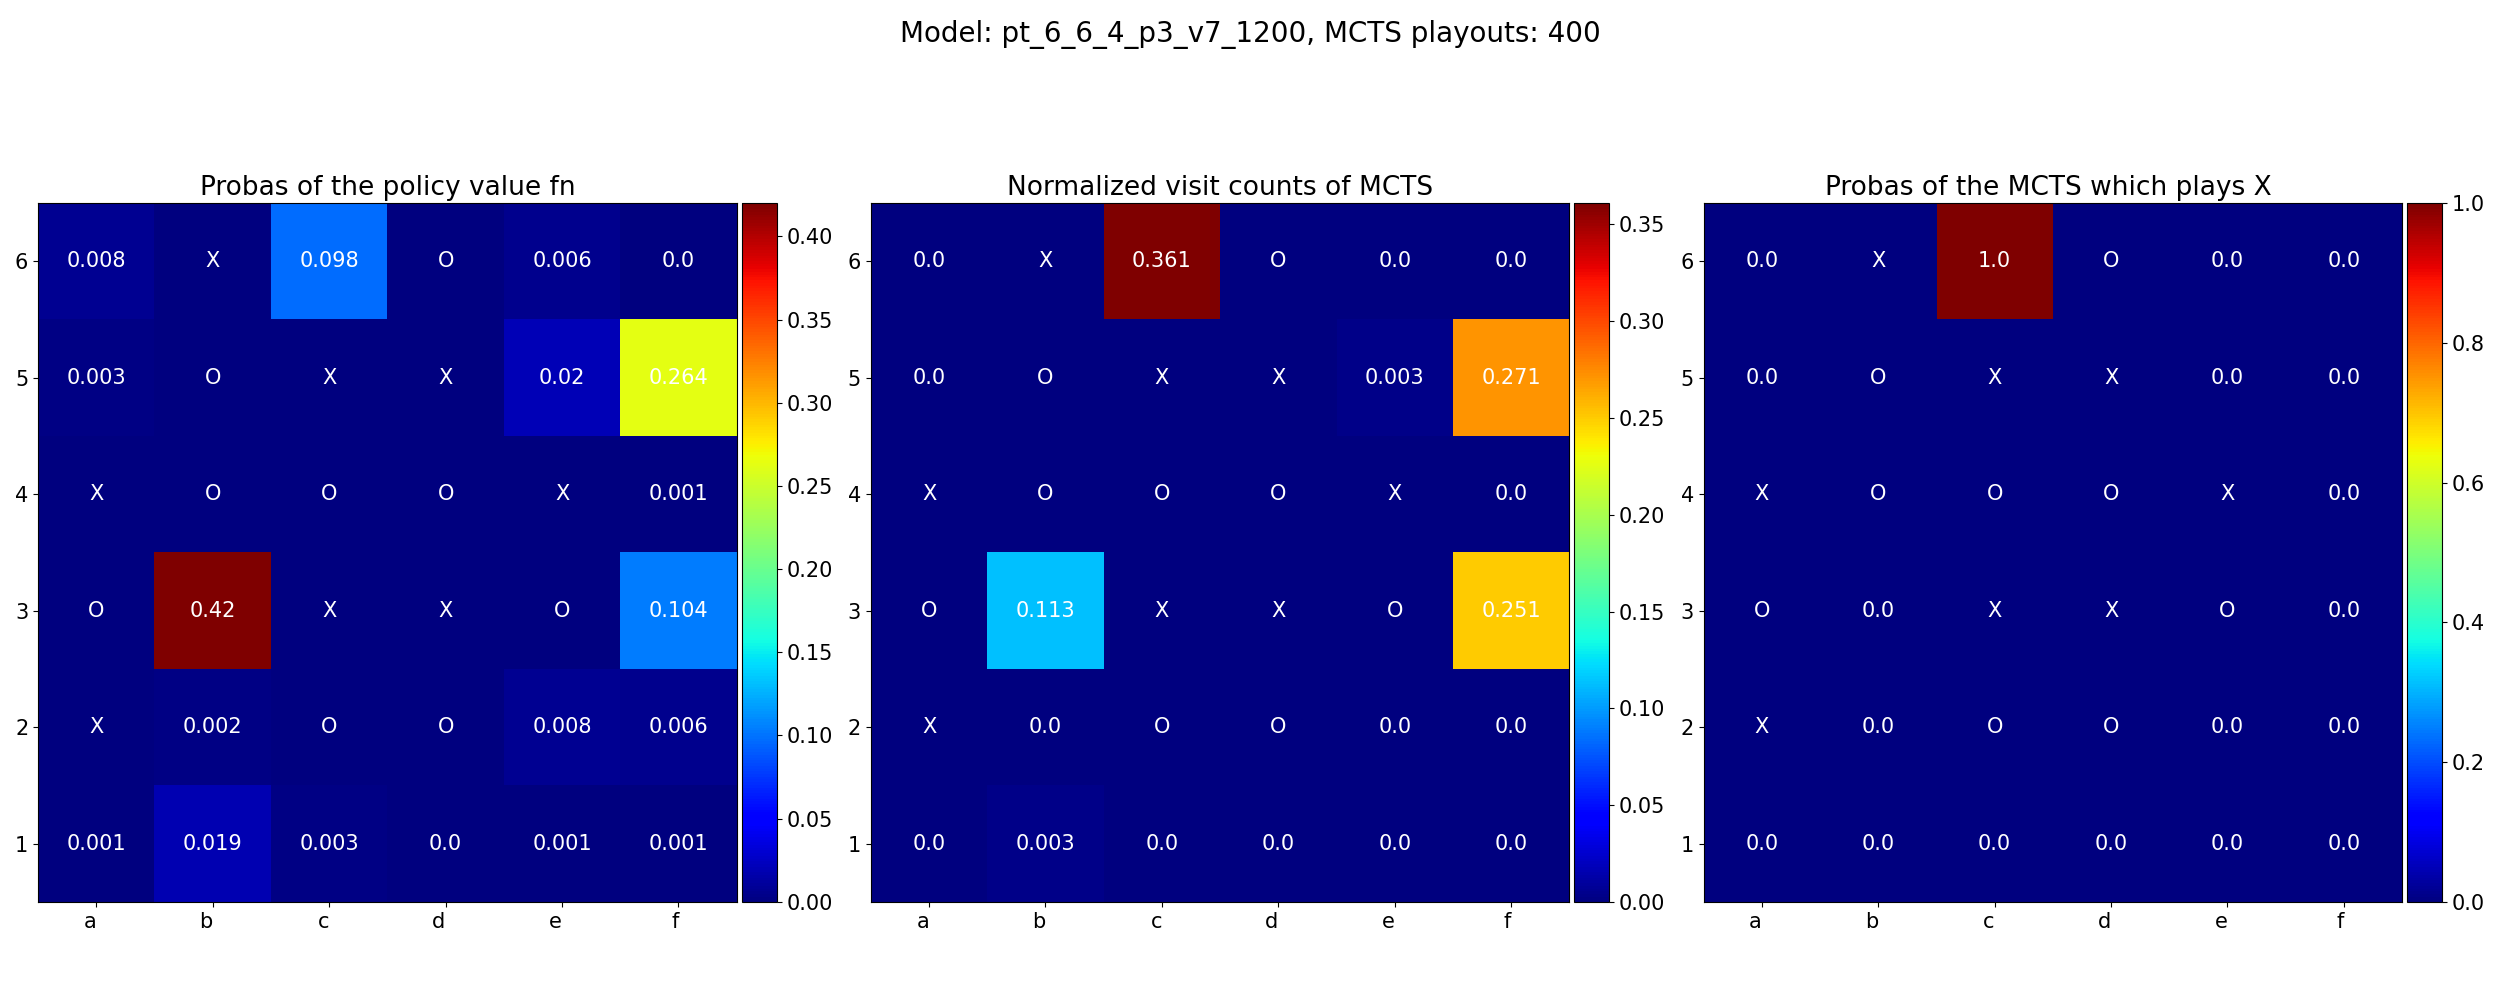 Model: pt_6_6_4_p3_v7_1200, MCTS playouts: 400
Probas of the policy value fn
6 0.008 X 0.098 O 0.006 0.0
5 0.003 O X X 0.02 0.264
4 X O O O X 0.001
3 O 0.42 X X O 0.104
2 X 0.002 O O 0.008 0.006
1 0.001 0.019 0.003 0.0 0.001 0.001
a b c d e f
0.40
0.35
0.30
0.25
0.20
0.15
0.10
0.05
0.00
Normalized visit counts of MCTS
6 0.0 X 0.361 O 0.0 0.0
5 0.0 O X X 0.003 0.271
4 X O O O X 0.0
3 O 0.113 X X O 0.251
2 X 0.0 O O 0.0 0.0
1 0.0 0.003 0.0 0.0 0.0 0.0
a b c d e f
0.35
0.30
0.25
0.20
0.15
0.10
0.05
0.00
Probas of the MCTS which plays X
6 0.0 X 1.0 O 0.0 0.0
5 0.0 O X X 0.0 0.0
4 X O O O X 0.0
3 O 0.0 X X O 0.0
2 X 0.0 O O 0.0 0.0
1 0.0 0.0 0.0 0.0 0.0 0.0
a b c d e f
1.0
0.8
0.6
0.4
0.2
0.0